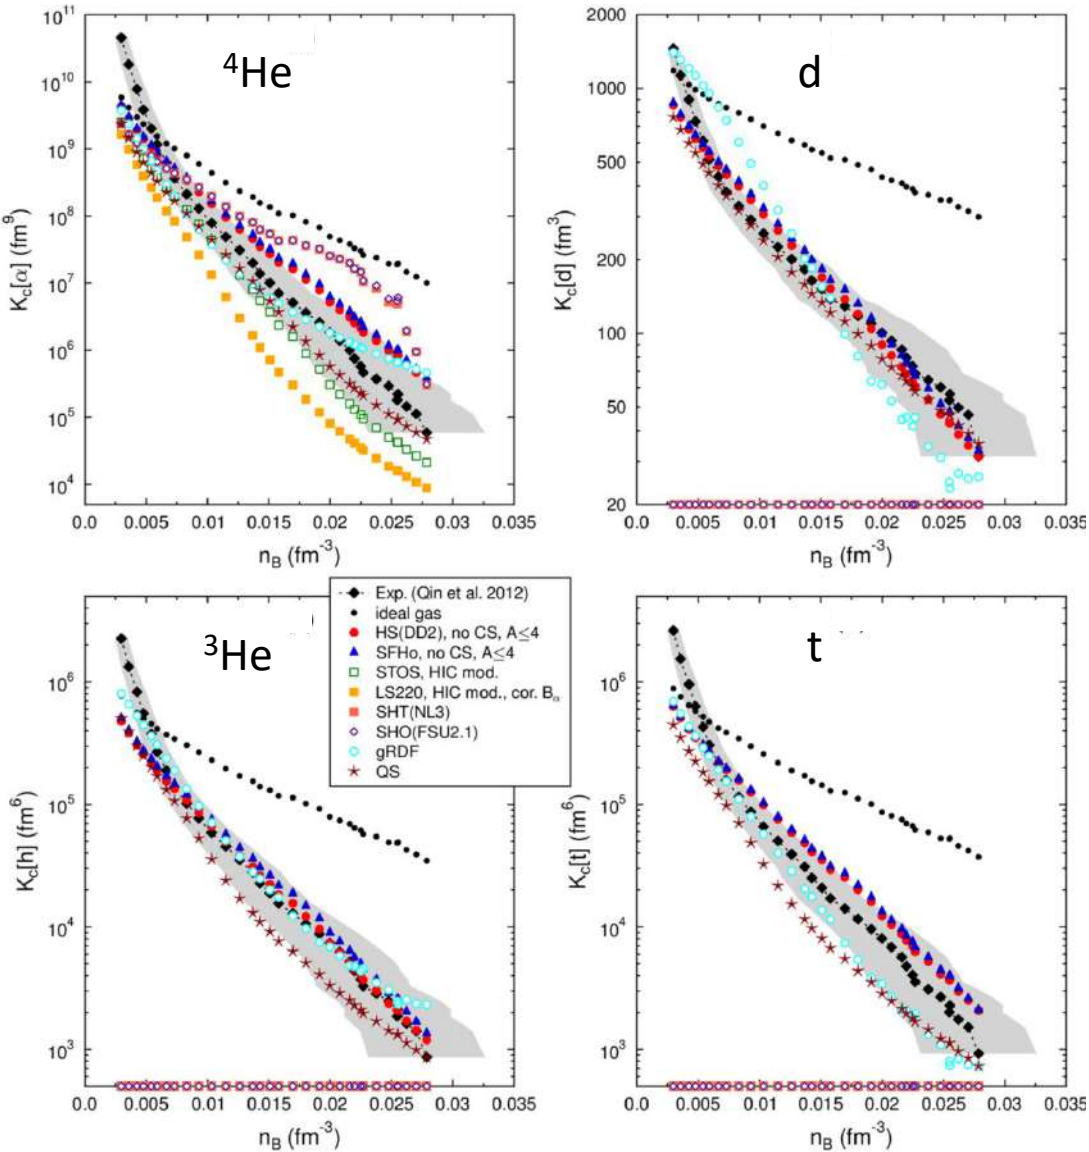 ⁴He
K_c[α] (fm⁹)
10¹¹
10¹⁰
10⁹
10⁸
10⁷
10⁶
10⁵
10⁴
0.0 0.005 0.01 0.015 0.02 0.025 0.03 0.035
n_B (fm⁻³)
d
K_c[d] (fm³)
2000
1000
500
200
100
50
20
0.0 0.005 0.01 0.015 0.02 0.025 0.03 0.035
n_B (fm⁻³)
³He
K_c[h] (fm⁶)
10⁶
10⁵
10⁴
10³
0.0 0.005 0.01 0.015 0.02 0.025 0.03 0.035
n_B (fm⁻³)
Exp. (Qin et al. 2012)
ideal gas
HS(DD2), no CS, A≤4
SFHo, no CS, A≤4
STOS, HIC mod.
LS220, HIC mod., cor. B_α
SHT(NL3)
SHO(FSU2.1)
gRDF
QS
t
K_c[t] (fm⁶)
10⁶
10⁵
10⁴
10³
0.0 0.005 0.01 0.015 0.02 0.025 0.03 0.035
n_B (fm⁻³)